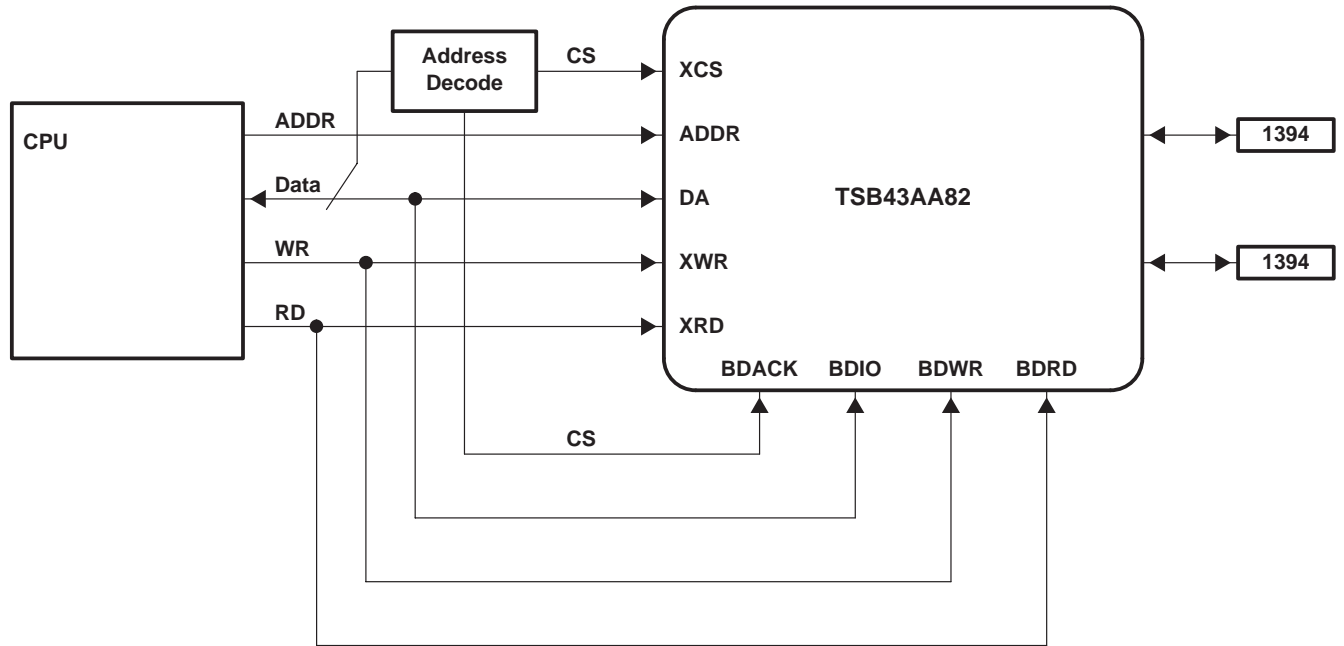 Address
Decode
CS
XCS
CPU
ADDR
ADDR
1394
Data
DA
TSB43AA82
WR
XWR
1394
RD
XRD
BDACK BDIO BDWR BDRD
CS